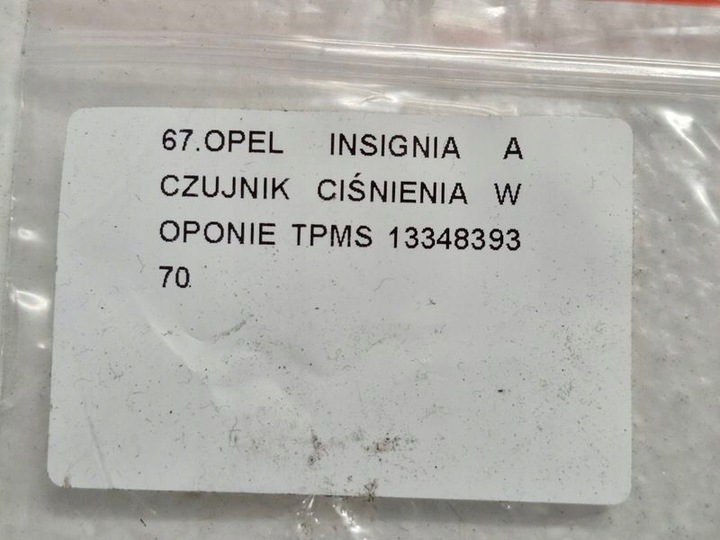 67.OPEL INSIGNIA A
CZUJNIK CIŚNIENIA W
OPONIE TPMS 13348393
70